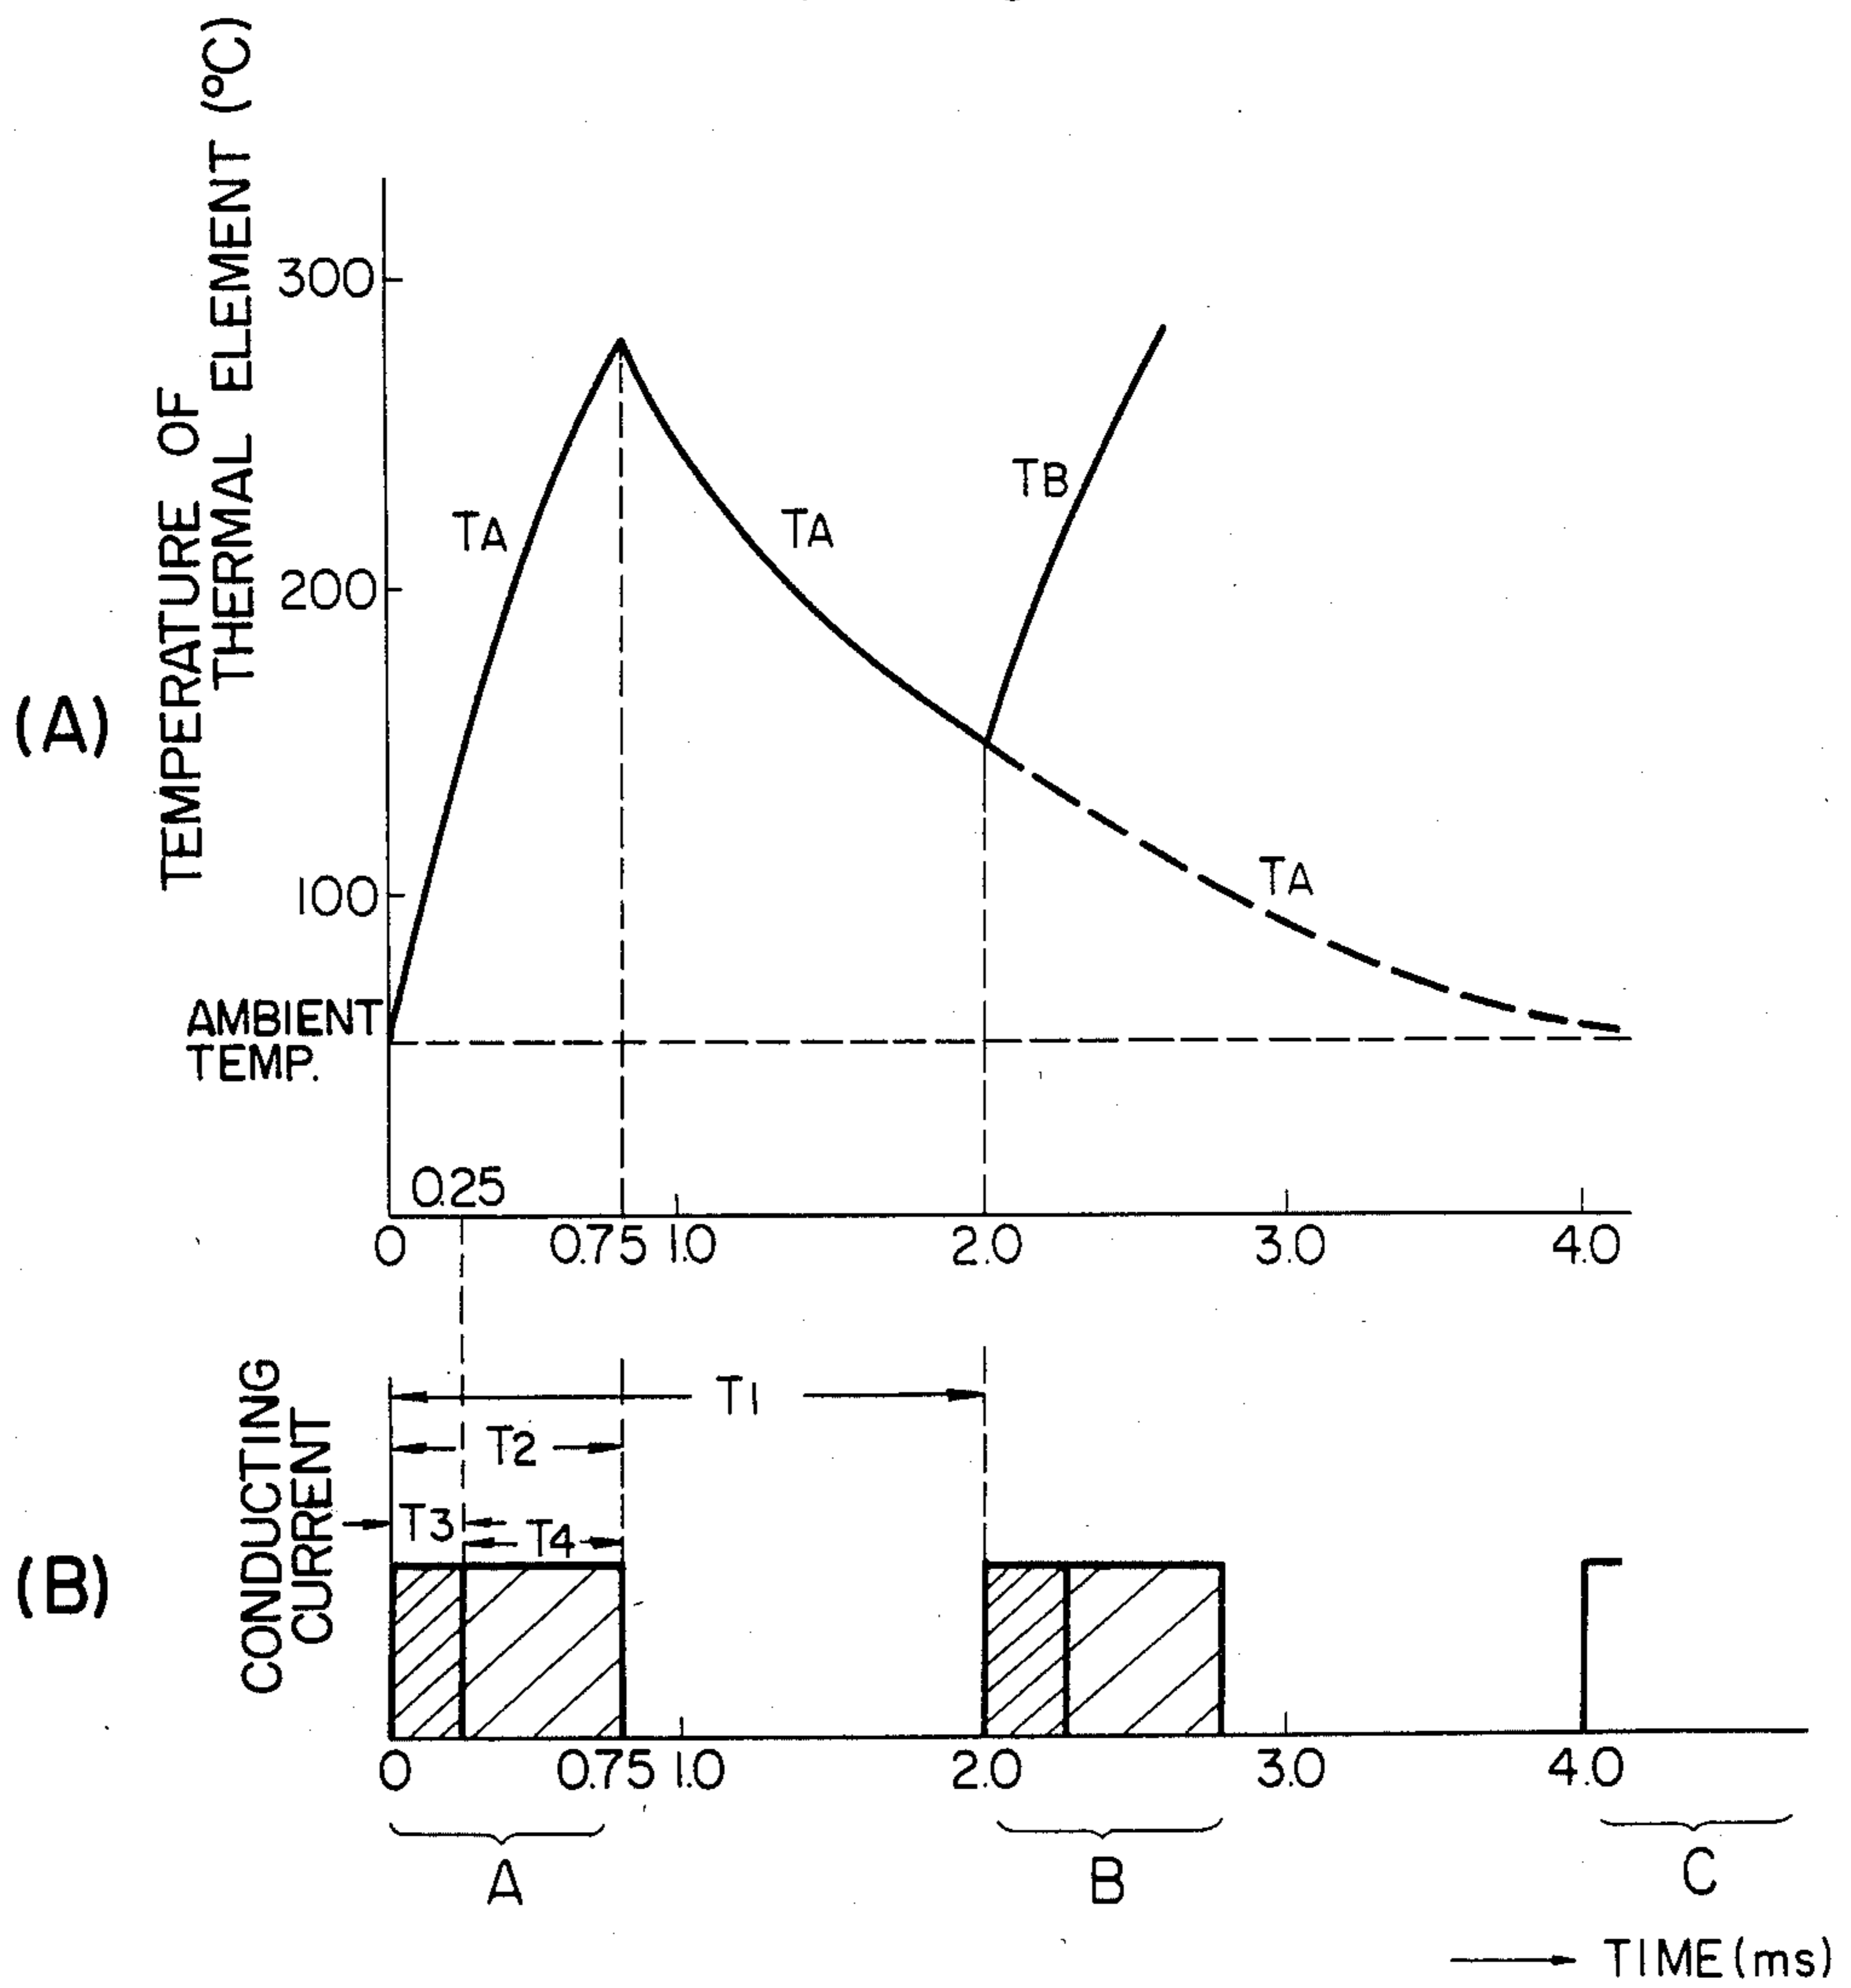 TEMPERATURE OF
THERMAL ELEMENT (°C)
300
200
100
AMBIENT
TEMP.
TA
TA
TB
TA
(A)
0.25
0 0.75 1.0 2.0 3.0 4.0
CONDUCTING
CURRENT
T1
T2
T3
T4
(B)
0 0.75 1.0 2.0 3.0 4.0
A B C
TIME (ms)